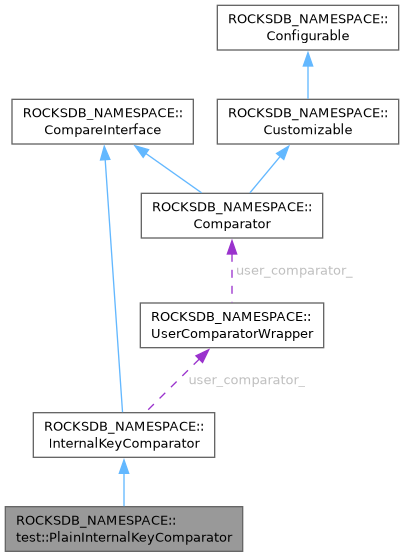 ROCKSDB_NAMESPACE::
Configurable
ROCKSDB_NAMESPACE::
CompareInterface
ROCKSDB_NAMESPACE::
Customizable
ROCKSDB_NAMESPACE::
Comparator
user_comparator_
ROCKSDB_NAMESPACE::
UserComparatorWrapper
user_comparator_
ROCKSDB_NAMESPACE::
InternalKeyComparator
ROCKSDB_NAMESPACE::
test::PlainInternalKeyComparator